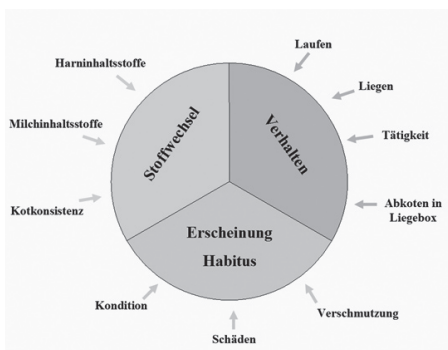 Laufen
Harninhaltsstoffe
Liegen
Milchinhaltsstoffe
Stoffwechsel
Verhalten
Tätigkeit
Kotkonsistenz
Abkoten in
Liegebox
Erscheinung
Habitus
Kondition
Verschmutzung
Schäden